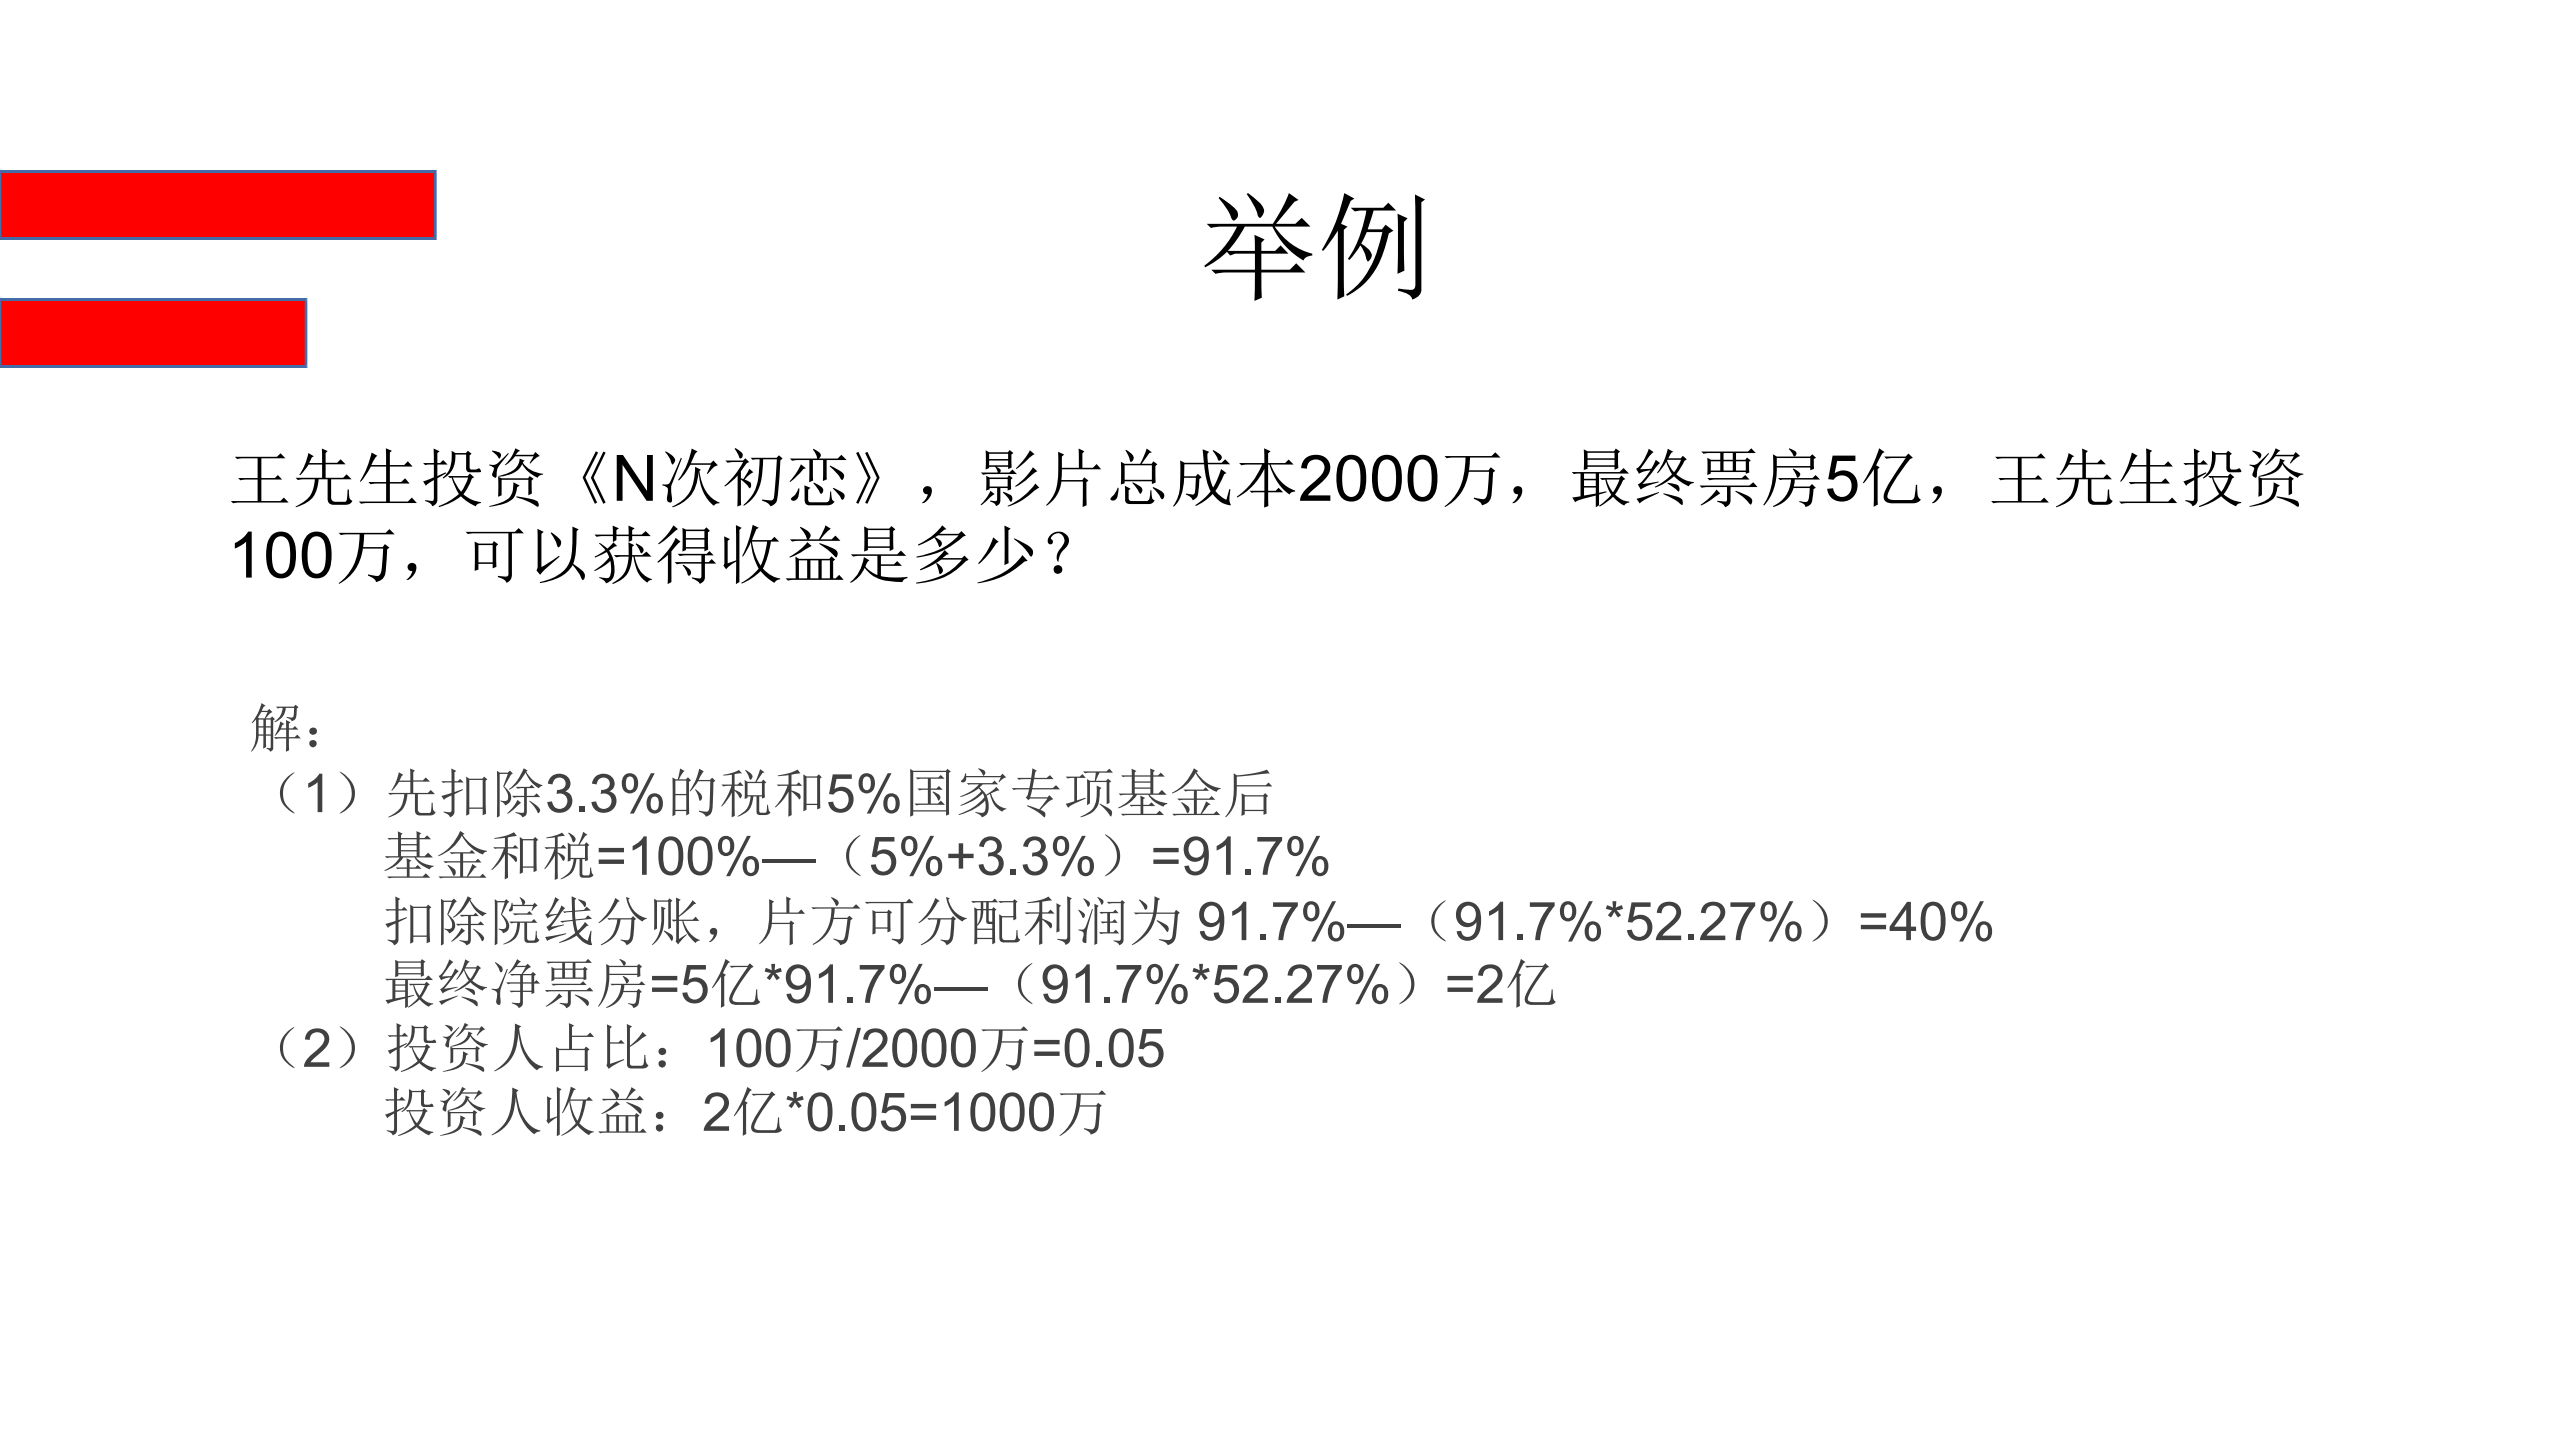 举例
王先生投资《N次初恋》，影片总成本2000万，最终票房5亿，王先生投资
100万，可以获得收益是多少？
解：
（1）先扣除3.3%的税和5%国家专项基金后
基金和税=100%—（5%+3.3%）=91.7%
扣除院线分账，片方可分配利润为 91.7%—（91.7%*52.27%）=40%
最终净票房=5亿*91.7%—（91.7%*52.27%）=2亿
（2）投资人占比：100万/2000万=0.05
投资人收益：2亿*0.05=1000万